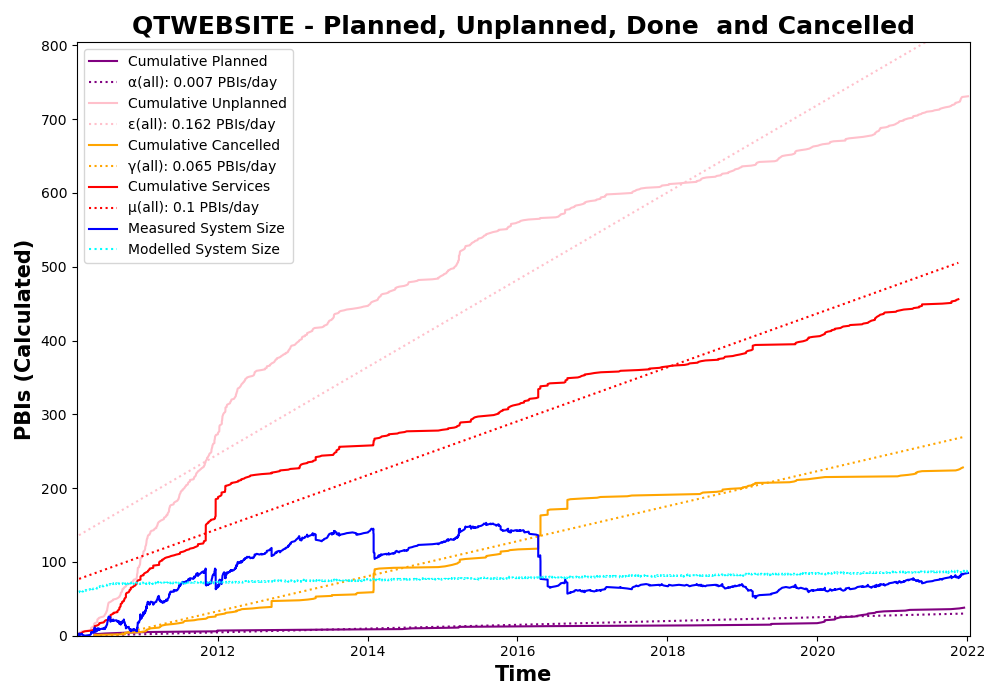 QTWEBSITE - Planned, Unplanned, Done  and Cancelled
800
700
600
500
400
300
200
100
0
PBIs (Calculated)
Cumulative Planned
α(all): 0.007 PBIs/day
Cumulative Unplanned
ε(all): 0.162 PBIs/day
Cumulative Cancelled
γ(all): 0.065 PBIs/day
Cumulative Services
μ(all): 0.1 PBIs/day
Measured System Size
Modelled System Size
2012 2014 2016 2018 2020 2022
Time